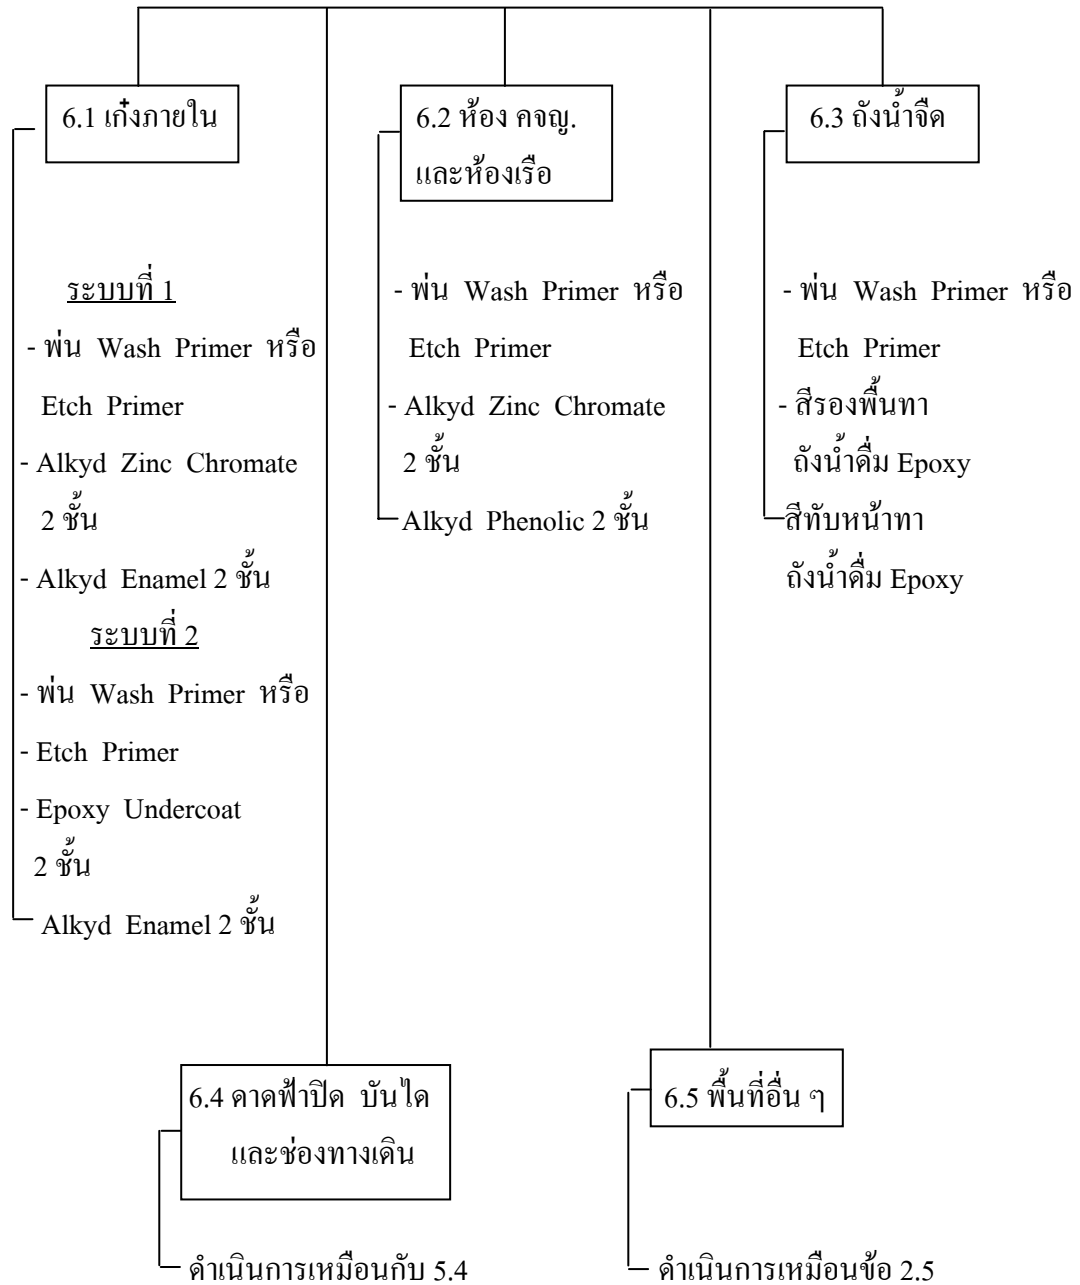 6.1 เก๋งภายใน
ระบบที่ 1
- พ่น Wash Primer หรือ
Etch Primer
- Alkyd Zinc Chromate
2 ชั้น
- Alkyd Enamel 2 ชั้น
ระบบที่ 2
- พ่น Wash Primer หรือ
- Etch Primer
- Epoxy Undercoat
2 ชั้น
Alkyd Enamel 2 ชั้น
6.2 ห้อง คจญ.
และห้องเรือ
- พ่น Wash Primer หรือ
Etch Primer
- Alkyd Zinc Chromate
2 ชั้น
Alkyd Phenolic 2 ชั้น
6.3 ถังน้ำจืด
- พ่น Wash Primer หรือ
Etch Primer
- สีรองพื้นทา
ถังน้ำดื่ม Epoxy
สีทับหน้าทา
ถังน้ำดื่ม Epoxy
6.4 ดาดฟ้าปิด บันได
และช่องทางเดิน
ดำเนินการเหมือนกับ 5.4
6.5 พื้นที่อื่น ๆ
ดำเนินการเหมือนข้อ 2.5